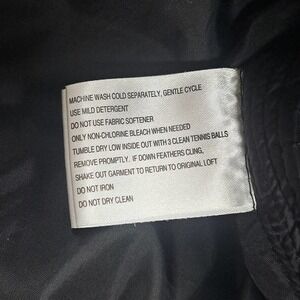 MACHINE WASH COLD SEPARATELY, GENTLE CYCLE
USE MILD DETERGENT
DO NOT USE FABRIC SOFTENER
ONLY NON-CHLORINE BLEACH WHEN NEEDED
TUMBLE DRY LOW INSIDE OUT WITH 3 CLEAN TENNIS BALLS
REMOVE PROMPTLY. IF DOWN FEATHERS CLING,
SHAKE OUT GARMENT TO RETURN TO ORIGINAL LOFT
DO NOT IRON
DO NOT DRY CLEAN